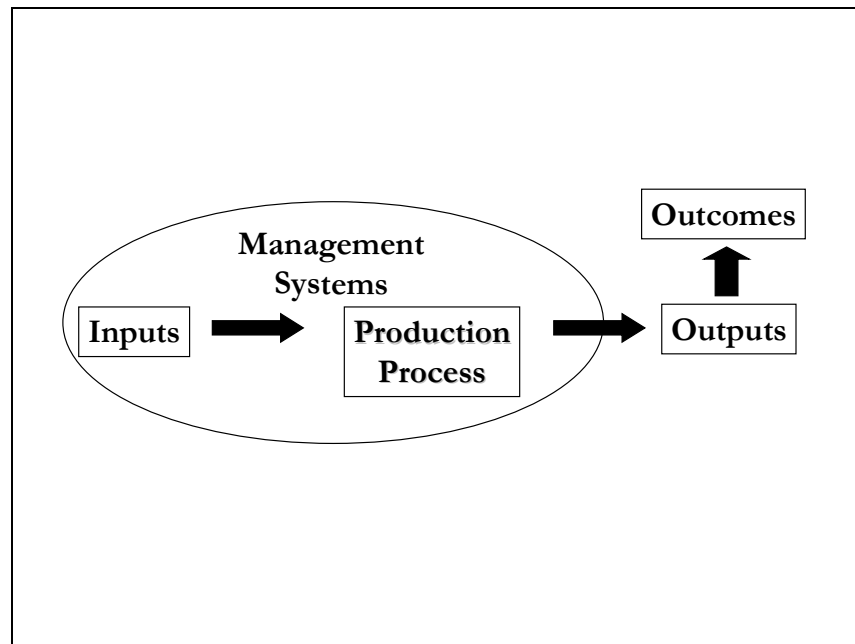 Management
Systems
Inputs
Production
Process
Outcomes
Outputs